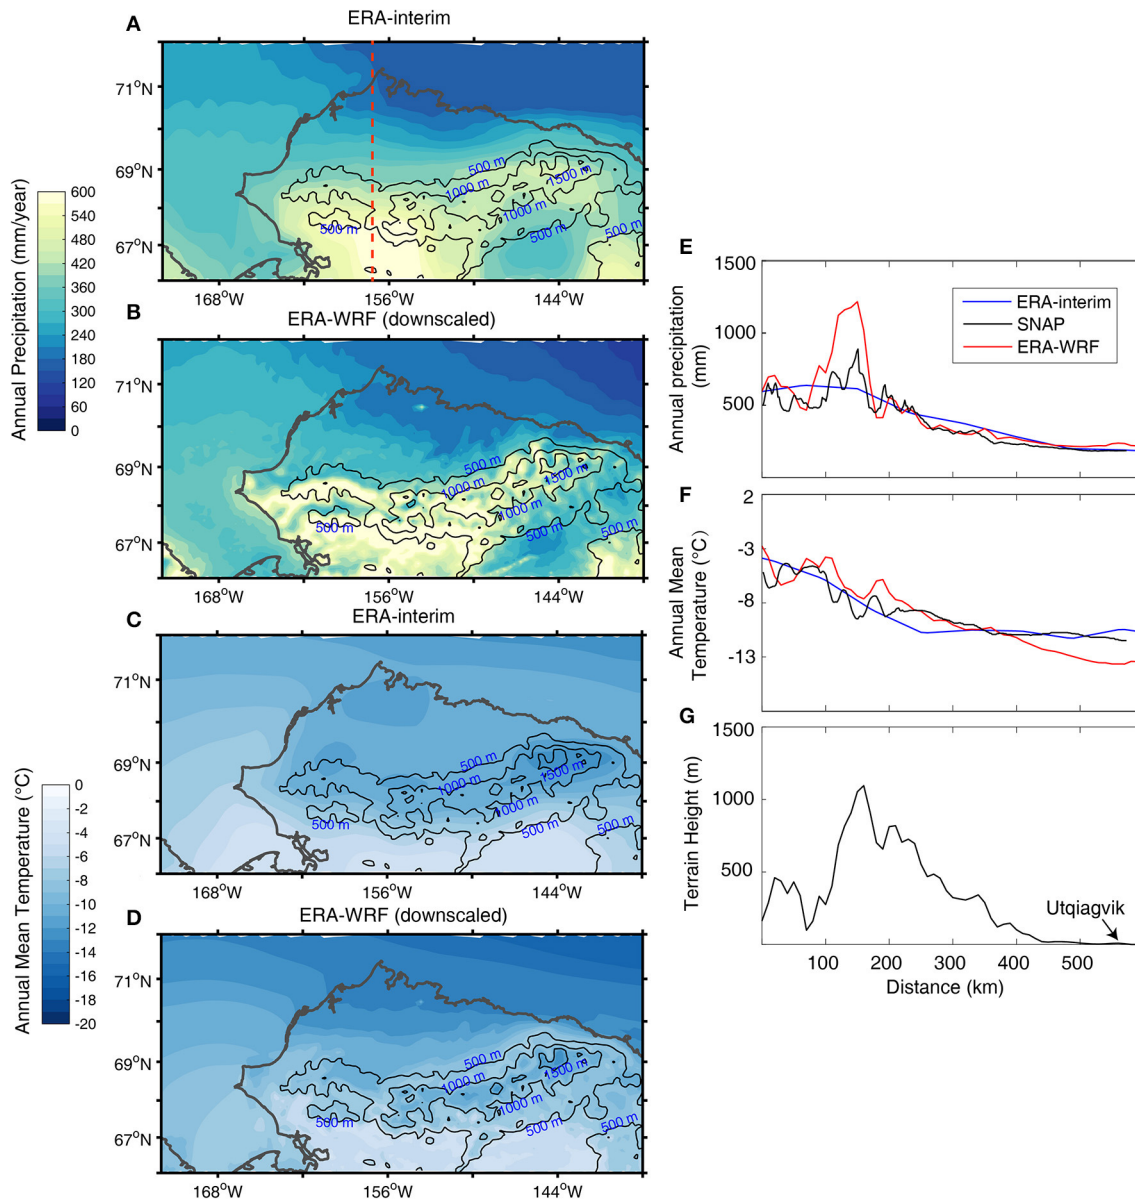 A
ERA-interim
71°N
69°N
67°N
500 m
1000 m
1500 m
1000 m
500 m
500 m
168°W
156°W
144°W
Annual Precipitation (mm/year)
600
540
480
420
360
300
240
180
120
60
0
B
ERA-WRF (downscaled)
71°N
69°N
67°N
500 m
1000 m
1500 m
1000 m
500 m
500 m
168°W
156°W
144°W
C
ERA-interim
71°N
69°N
67°N
500 m
1000 m
1500 m
1000 m
500 m
500 m
500 m
168°W
156°W
144°W
Annual Mean Temperature (°C)
0
-2
-4
-6
-8
-10
-12
-14
-16
-18
-20
D
ERA-WRF (downscaled)
71°N
69°N
67°N
500 m
1000 m
1500 m
1000 m
500 m
500 m
500 m
168°W
156°W
144°W
E
1500
1000
500
Annual precipitation
(mm)
ERA-interim
SNAP
ERA-WRF
F
2
-3
-8
-13
Annual Mean
Temperature (°C)
G
1500
1000
500
Terrain Height (m)
Utqiagvik
100
200
300
400
500
Distance (km)